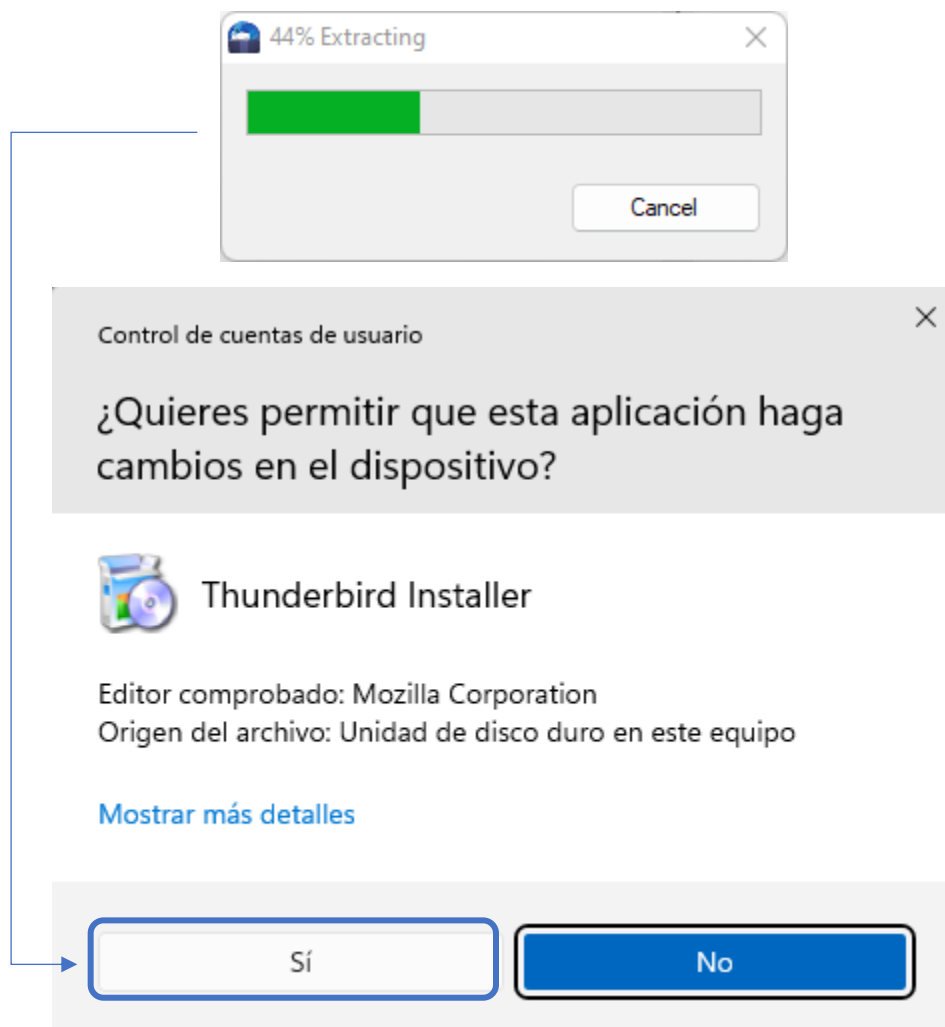 44% Extracting
Cancel
Control de cuentas de usuario
¿Quieres permitir que esta aplicación haga
cambios en el dispositivo?
Thunderbird Installer
Editor comprobado: Mozilla Corporation
Origen del archivo: Unidad de disco duro en este equipo
Mostrar más detalles
Sí
No